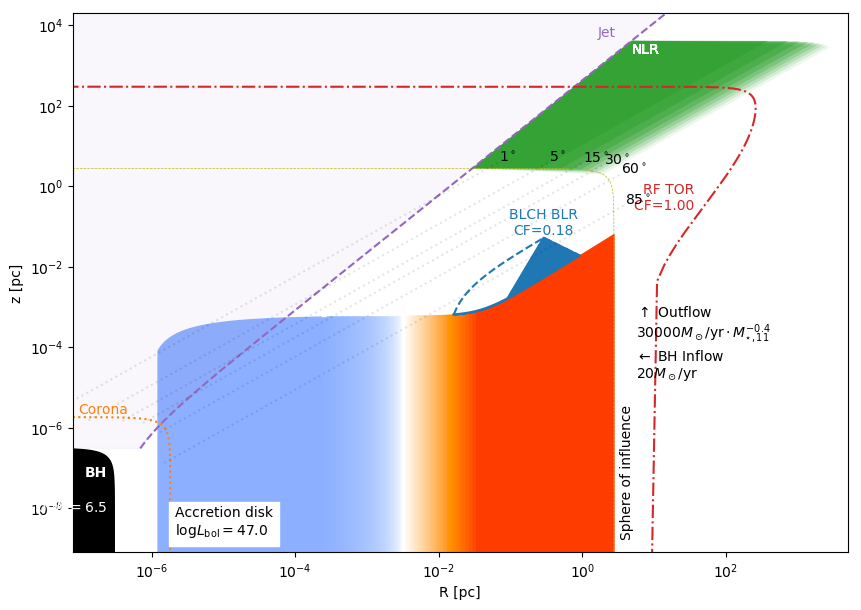 Jet
NLR
1°
5°
15°
30°
60°
85°
RF TOR
CF=1.00
BLCH BLR
CF=0.18
↑ Outflow
30000M⊙/yr · M⋆,11^−0.4
← BH Inflow
20M⊙/yr
Corona
BH
= 6.5
Accretion disk
logL_bol = 47.0
Sphere of influence
z [pc]
10^4
10^2
10^0
10^−2
10^−4
10^−6
10^−8
10^−6
10^−4
10^−2
10^0
10^2
R [pc]